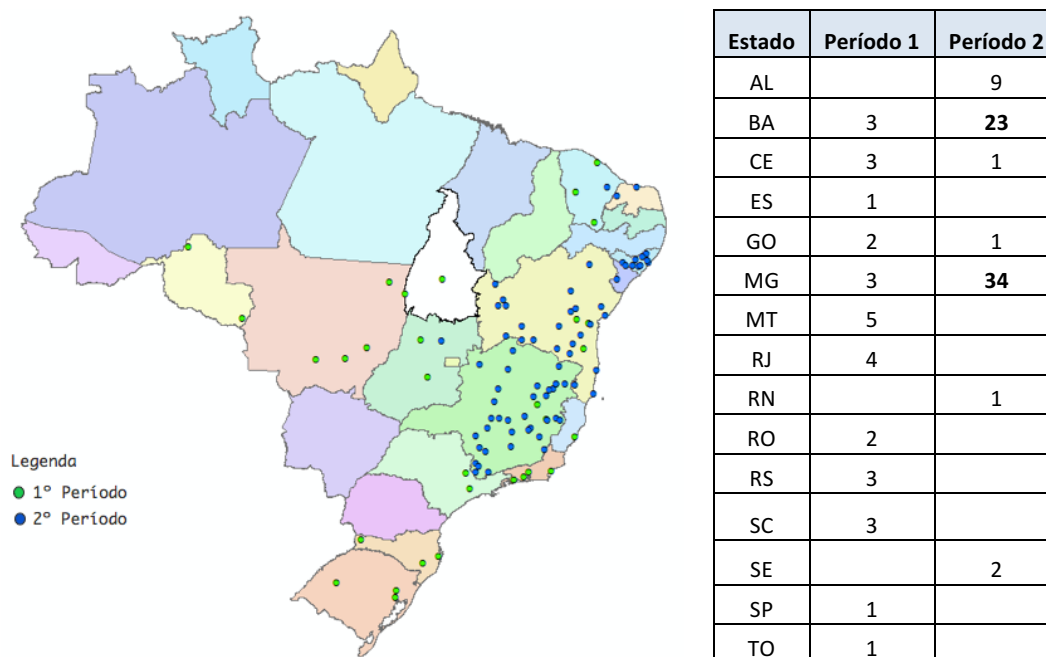 Legenda
1º Período
2º Período
Estado Período 1 Período 2
AL 9
BA 3 23
CE 3 1
ES 1
GO 2 1
MG 3 34
MT 5
RJ 4
RN 1
RO 2
RS 3
SC 3
SE 2
SP 1
TO 1